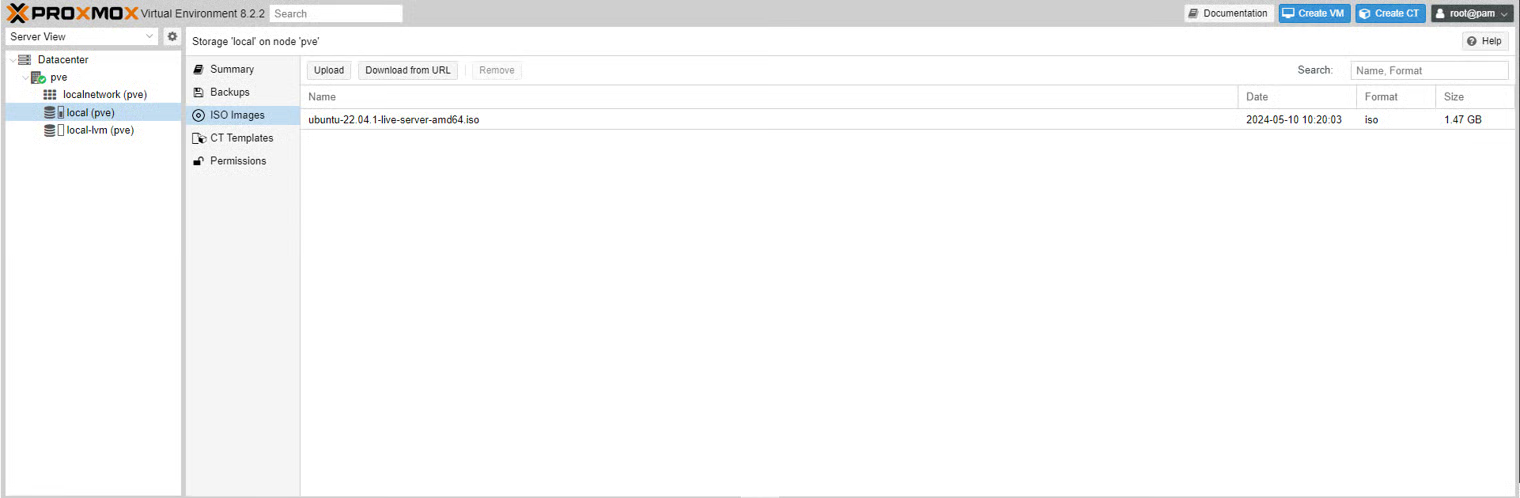 PROXMOX Virtual Environment 8.2.2 Search Documentation Create VM Create CT root@pam
Server View
Storage 'local' on node 'pve' Help
Datacenter
pve
localnetwork (pve)
local (pve)
local-lvm (pve)
Summary
Backups
ISO Images
CT Templates
Permissions
Upload Download from URL Remove Search: Name, Format
Name Date Format Size
ubuntu-22.04.1-live-server-amd64.iso 2024-05-10 10:20:03 iso 1.47 GB